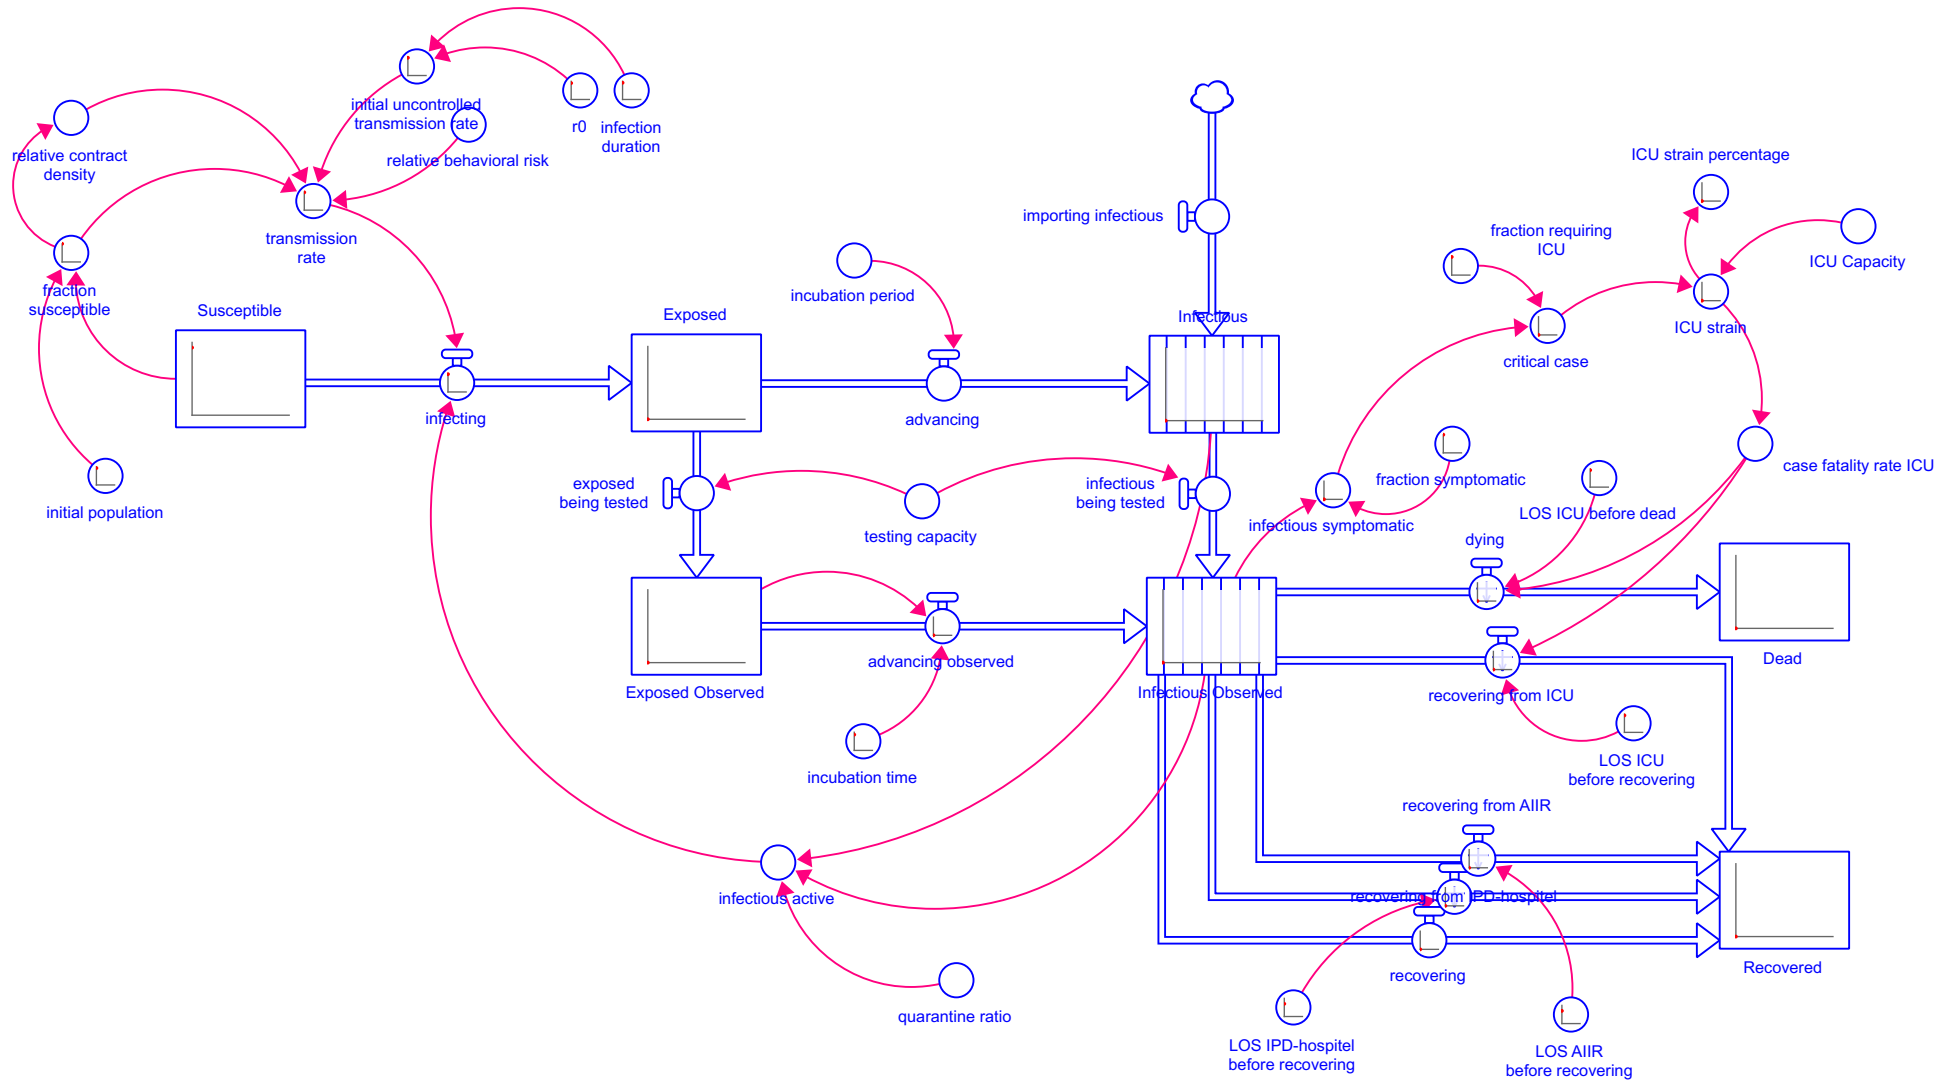 initial uncontrolled
transmission rate
r0
infection
duration
relative contract
density
relative behavioral risk
ICU strain percentage
importing infectious
fraction requiring
ICU
transmission
rate
ICU Capacity
fraction
susceptible
incubation period
Susceptible
Exposed
Infectious
ICU strain
critical case
infecting
advancing
case fatality rate ICU
exposed
being tested
infectious
being tested
fraction symptomatic
initial population
LOS ICU before dead
infectious symptomatic
testing capacity
dying
Dead
advancing observed
Exposed Observed
Infectious Observed
recovering from ICU
LOS ICU
before recovering
incubation time
recovering from AIIR
infectious active
recovering from IPD-hospitel
recovering
Recovered
quarantine ratio
LOS IPD-hospitel
before recovering
LOS AIIR
before recovering